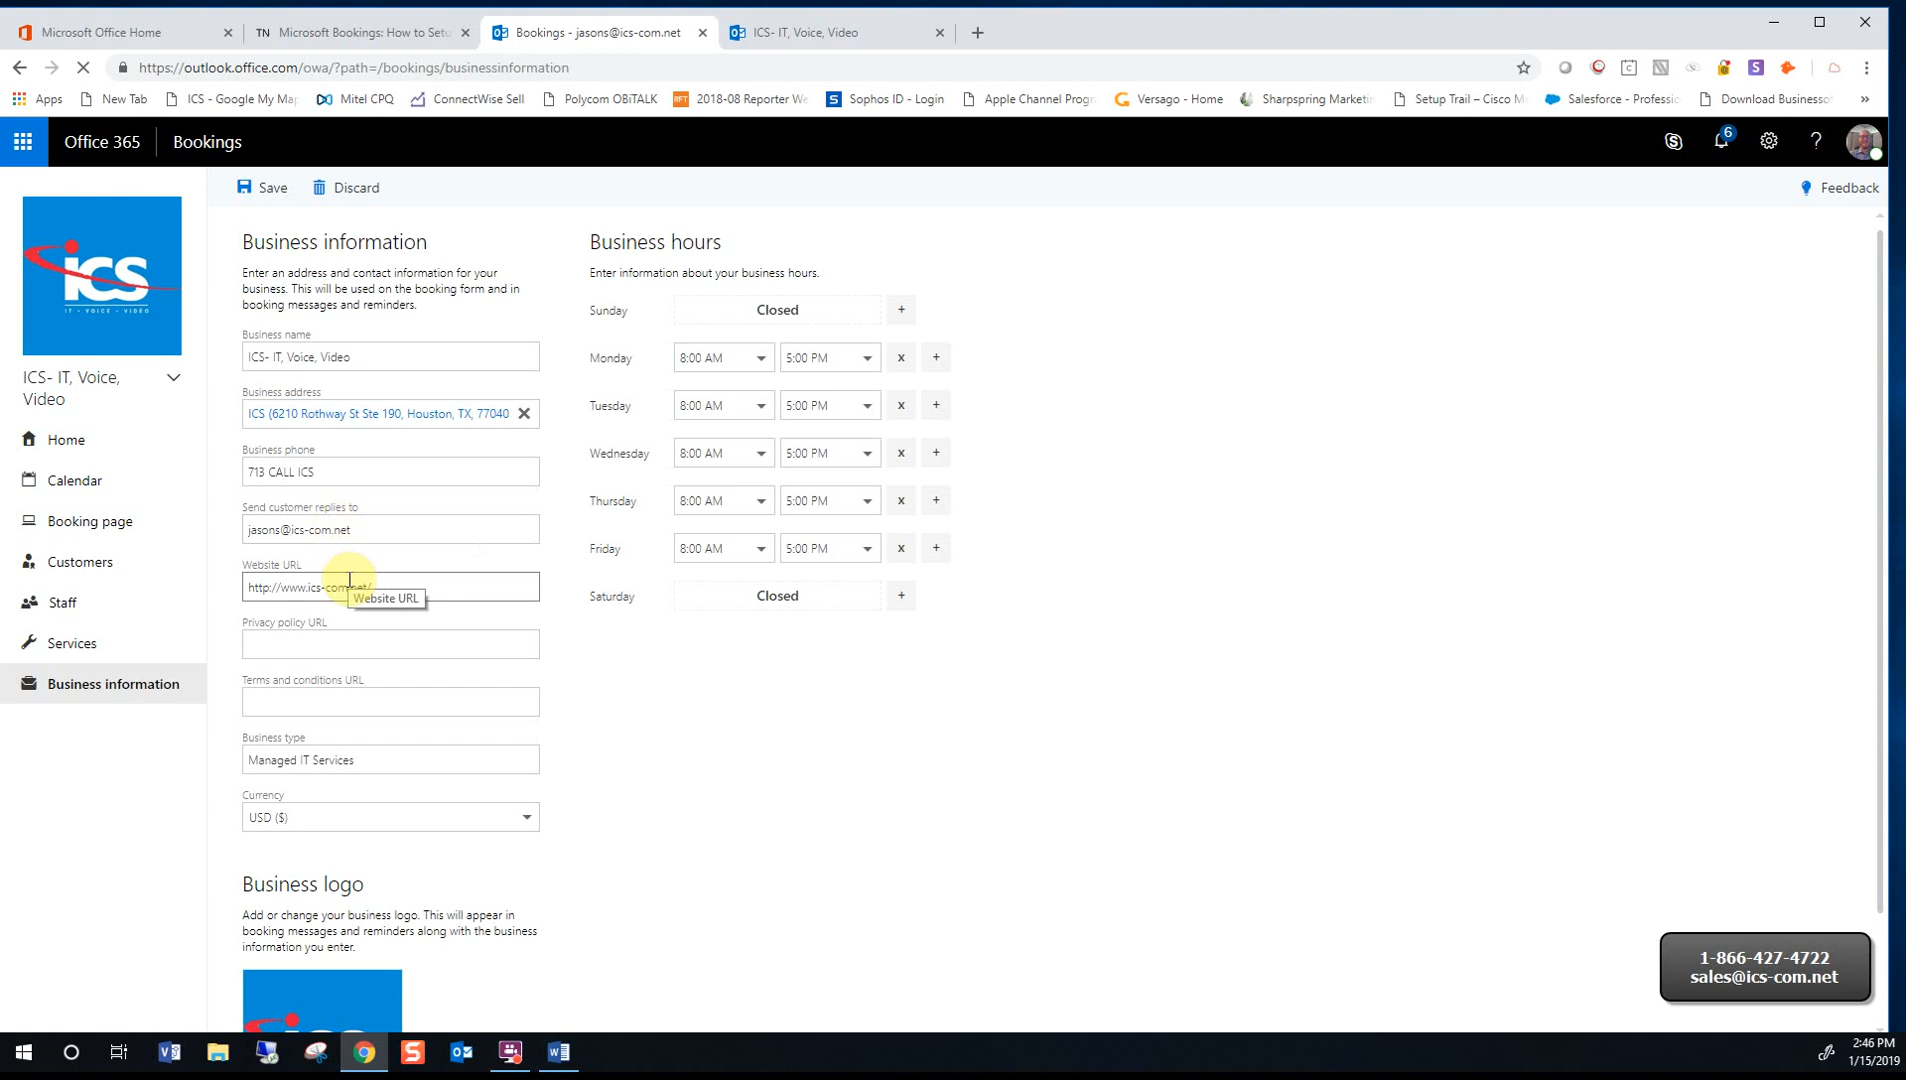 Microsoft Office Home
TN Microsoft Bookings: How to Setu
Bookings - jasons@ics-com.net
ICS- IT, Voice, Video
https://outlook.office.com/owa/?path=/bookings/businessinformation
Apps
New Tab
ICS - Google My Ma
Mitel CPQ
ConnectWise Sell
Polycom OBiTALK
RFT 2018-08 Reporter We
Sophos ID - Login
Apple Channel Progr
Versago - Home
Sharpspring Marketin
Setup Trail – Cisco M
Salesforce - Professio
Download Businesso
»
Office 365
Bookings
6
?
Save
Discard
Feedback
ics
IT • VOICE • VIDEO
ICS- IT, Voice,
Video
Home
Calendar
Booking page
Customers
Staff
Services
Business information
Business information
Enter an address and contact information for your
business. This will be used on the booking form and in
booking messages and reminders.
Business name
ICS- IT, Voice, Video
Business address
ICS (6210 Rothway St Ste 190, Houston, TX, 77040
Business phone
713 CALL ICS
Send customer replies to
jasons@ics-com.net
Website URL
http://www.ics-com.net/
Website URL
Privacy policy URL
Terms and conditions URL
Business type
Managed IT Services
Currency
USD ($)
Business logo
Add or change your business logo. This will appear in
booking messages and reminders along with the business
information you enter.
Business hours
Enter information about your business hours.
Sunday Closed +
Monday 8:00 AM 5:00 PM x +
Tuesday 8:00 AM 5:00 PM x +
Wednesday 8:00 AM 5:00 PM x +
Thursday 8:00 AM 5:00 PM x +
Friday 8:00 AM 5:00 PM x +
Saturday Closed +
1-866-427-4722
sales@ics-com.net
2:46 PM
1/15/2019